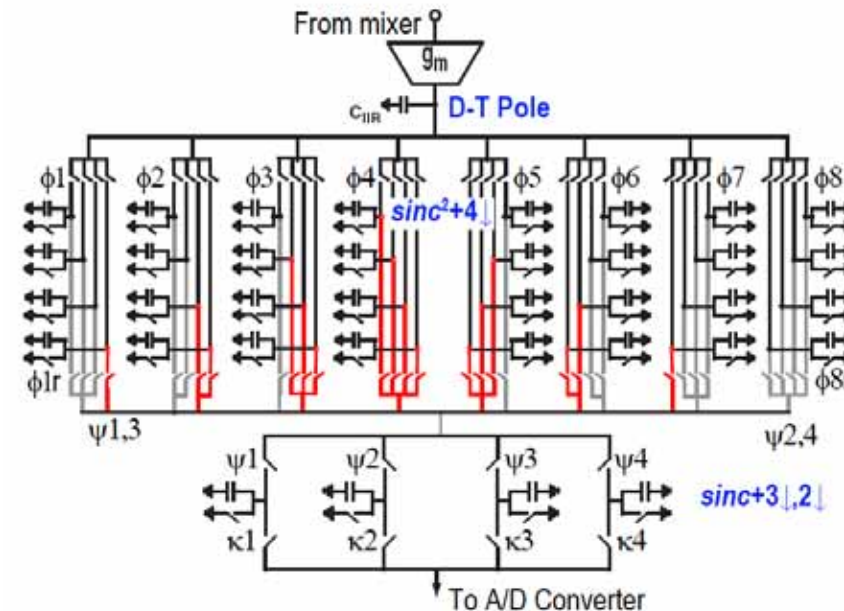 From mixer
gm
CIIR
D-T Pole
ϕ1 ϕ2 ϕ3 ϕ4 ϕ5 ϕ6 ϕ7 ϕ8
sinc²+4↓
ϕ1r ϕ8
ψ1,3 ψ2,4
ψ1 ψ2 ψ3 ψ4
sinc+3↓,2↓
κ1 κ2 κ3 κ4
To A/D Converter